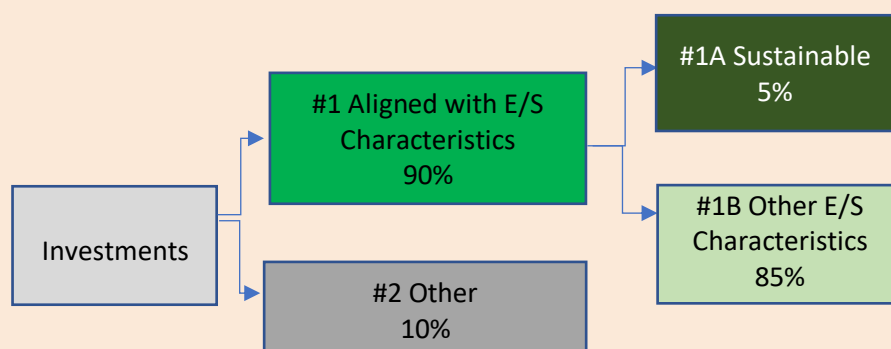 Investments
#1 Aligned with E/S
Characteristics
90%
#2 Other
10%
#1A Sustainable
5%
#1B Other E/S
Characteristics
85%